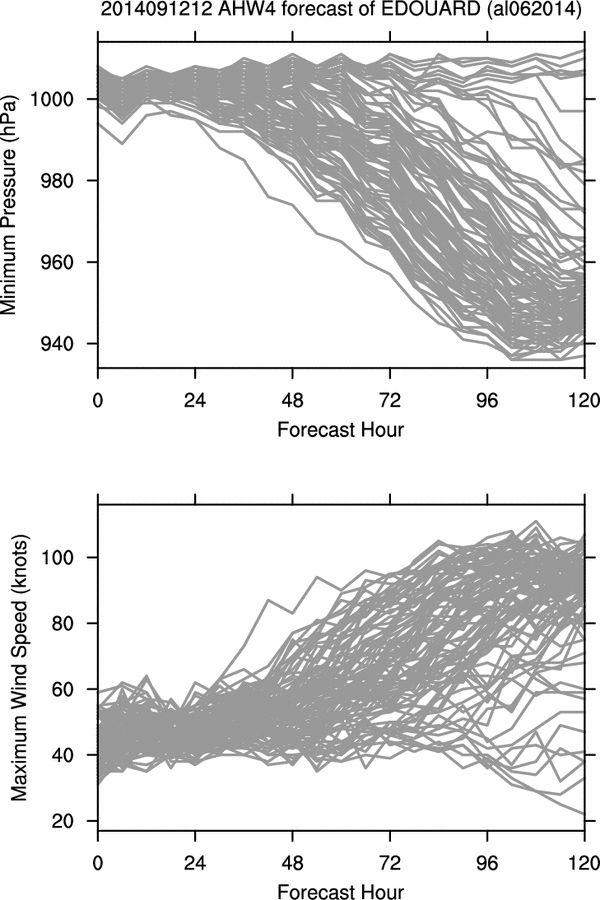 2014091212 AHW4 forecast of EDOUARD (al062014)
Minimum Pressure (hPa)
1000
980
960
940
0 24 48 72 96 120
Forecast Hour
Maximum Wind Speed (knots)
100
80
60
40
20
0 24 48 72 96 120
Forecast Hour